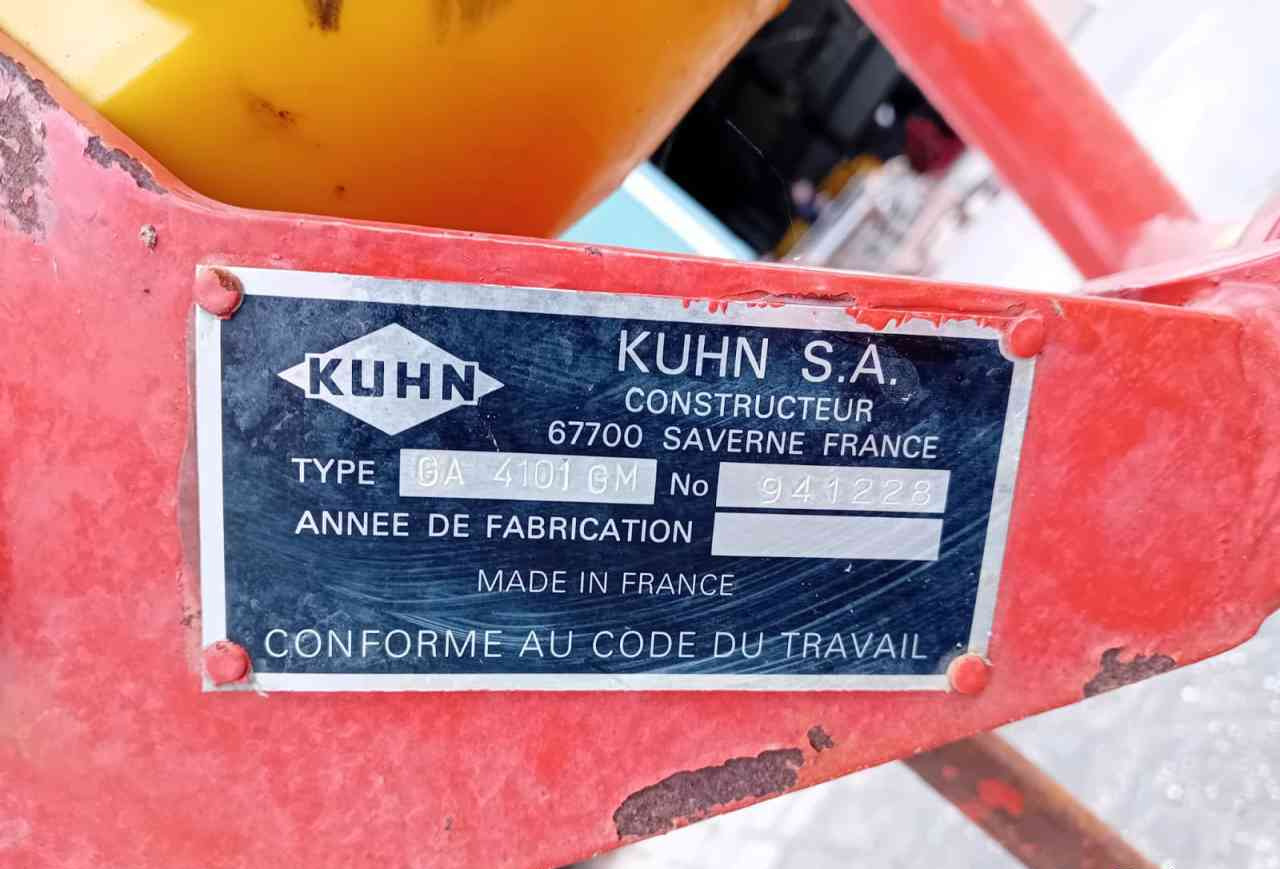 KUHN
KUHN S.A.
CONSTRUCTEUR
67700 SAVERNE FRANCE
TYPE GA 4101 GM No 941228
ANNEE DE FABRICATION
MADE IN FRANCE
CONFORME AU CODE DU TRAVAIL